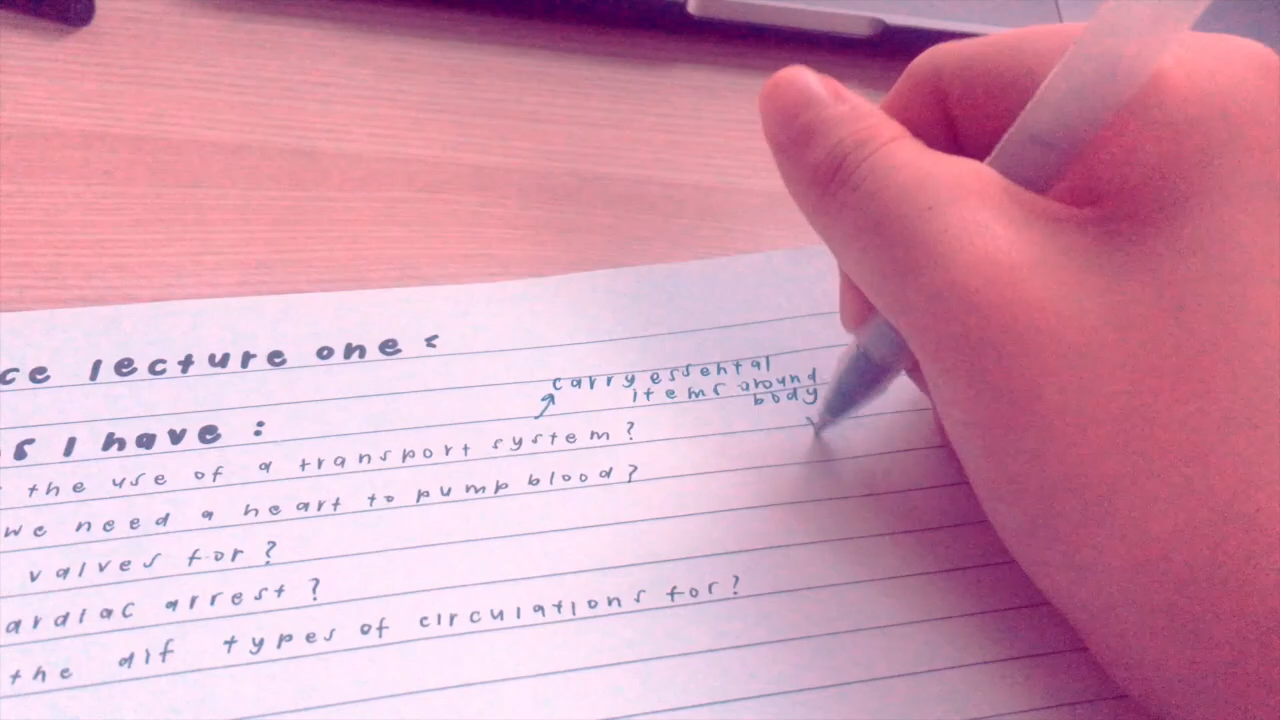 ce lecture one:
carry essental
items around
body
s I have :
the use of a transport system?
we need a heart to pump blood?
valves for?
ardiac arrest?
the dif types of circulations for?